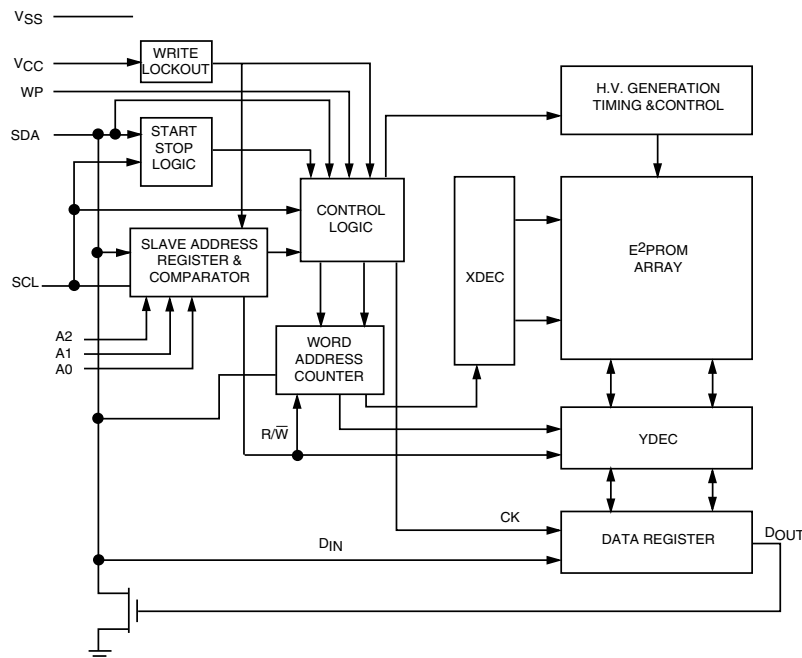 VSS
WRITE
LOCKOUT
VCC
WP
H.V. GENERATION
TIMING &CONTROL
SDA
START
STOP
LOGIC
CONTROL
LOGIC
SLAVE ADDRESS
REGISTER &
COMPARATOR
E²PROM
ARRAY
XDEC
SCL
A2
A1
A0
WORD
ADDRESS
COUNTER
R/W̅
YDEC
CK
DIN
DATA REGISTER
DOUT